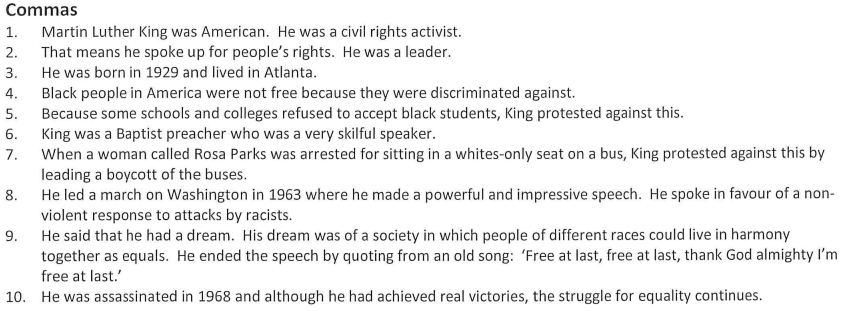 Commas
1. Martin Luther King was American. He was a civil rights activist.
2. That means he spoke up for people's rights. He was a leader.
3. He was born in 1929 and lived in Atlanta.
4. Black people in America were not free because they were discriminated against.
5. Because some schools and colleges refused to accept black students, King protested against this.
6. King was a Baptist preacher who was a very skilful speaker.
7. When a woman called Rosa Parks was arrested for sitting in a whites-only seat on a bus, King protested against this by
leading a boycott of the buses.
8. He led a march on Washington in 1963 where he made a powerful and impressive speech. He spoke in favour of a non-
violent response to attacks by racists.
9. He said that he had a dream. His dream was of a society in which people of different races could live in harmony
together as equals. He ended the speech by quoting from an old song: ‘Free at last, free at last, thank God almighty I’m
free at last.’
10. He was assassinated in 1968 and although he had achieved real victories, the struggle for equality continues.